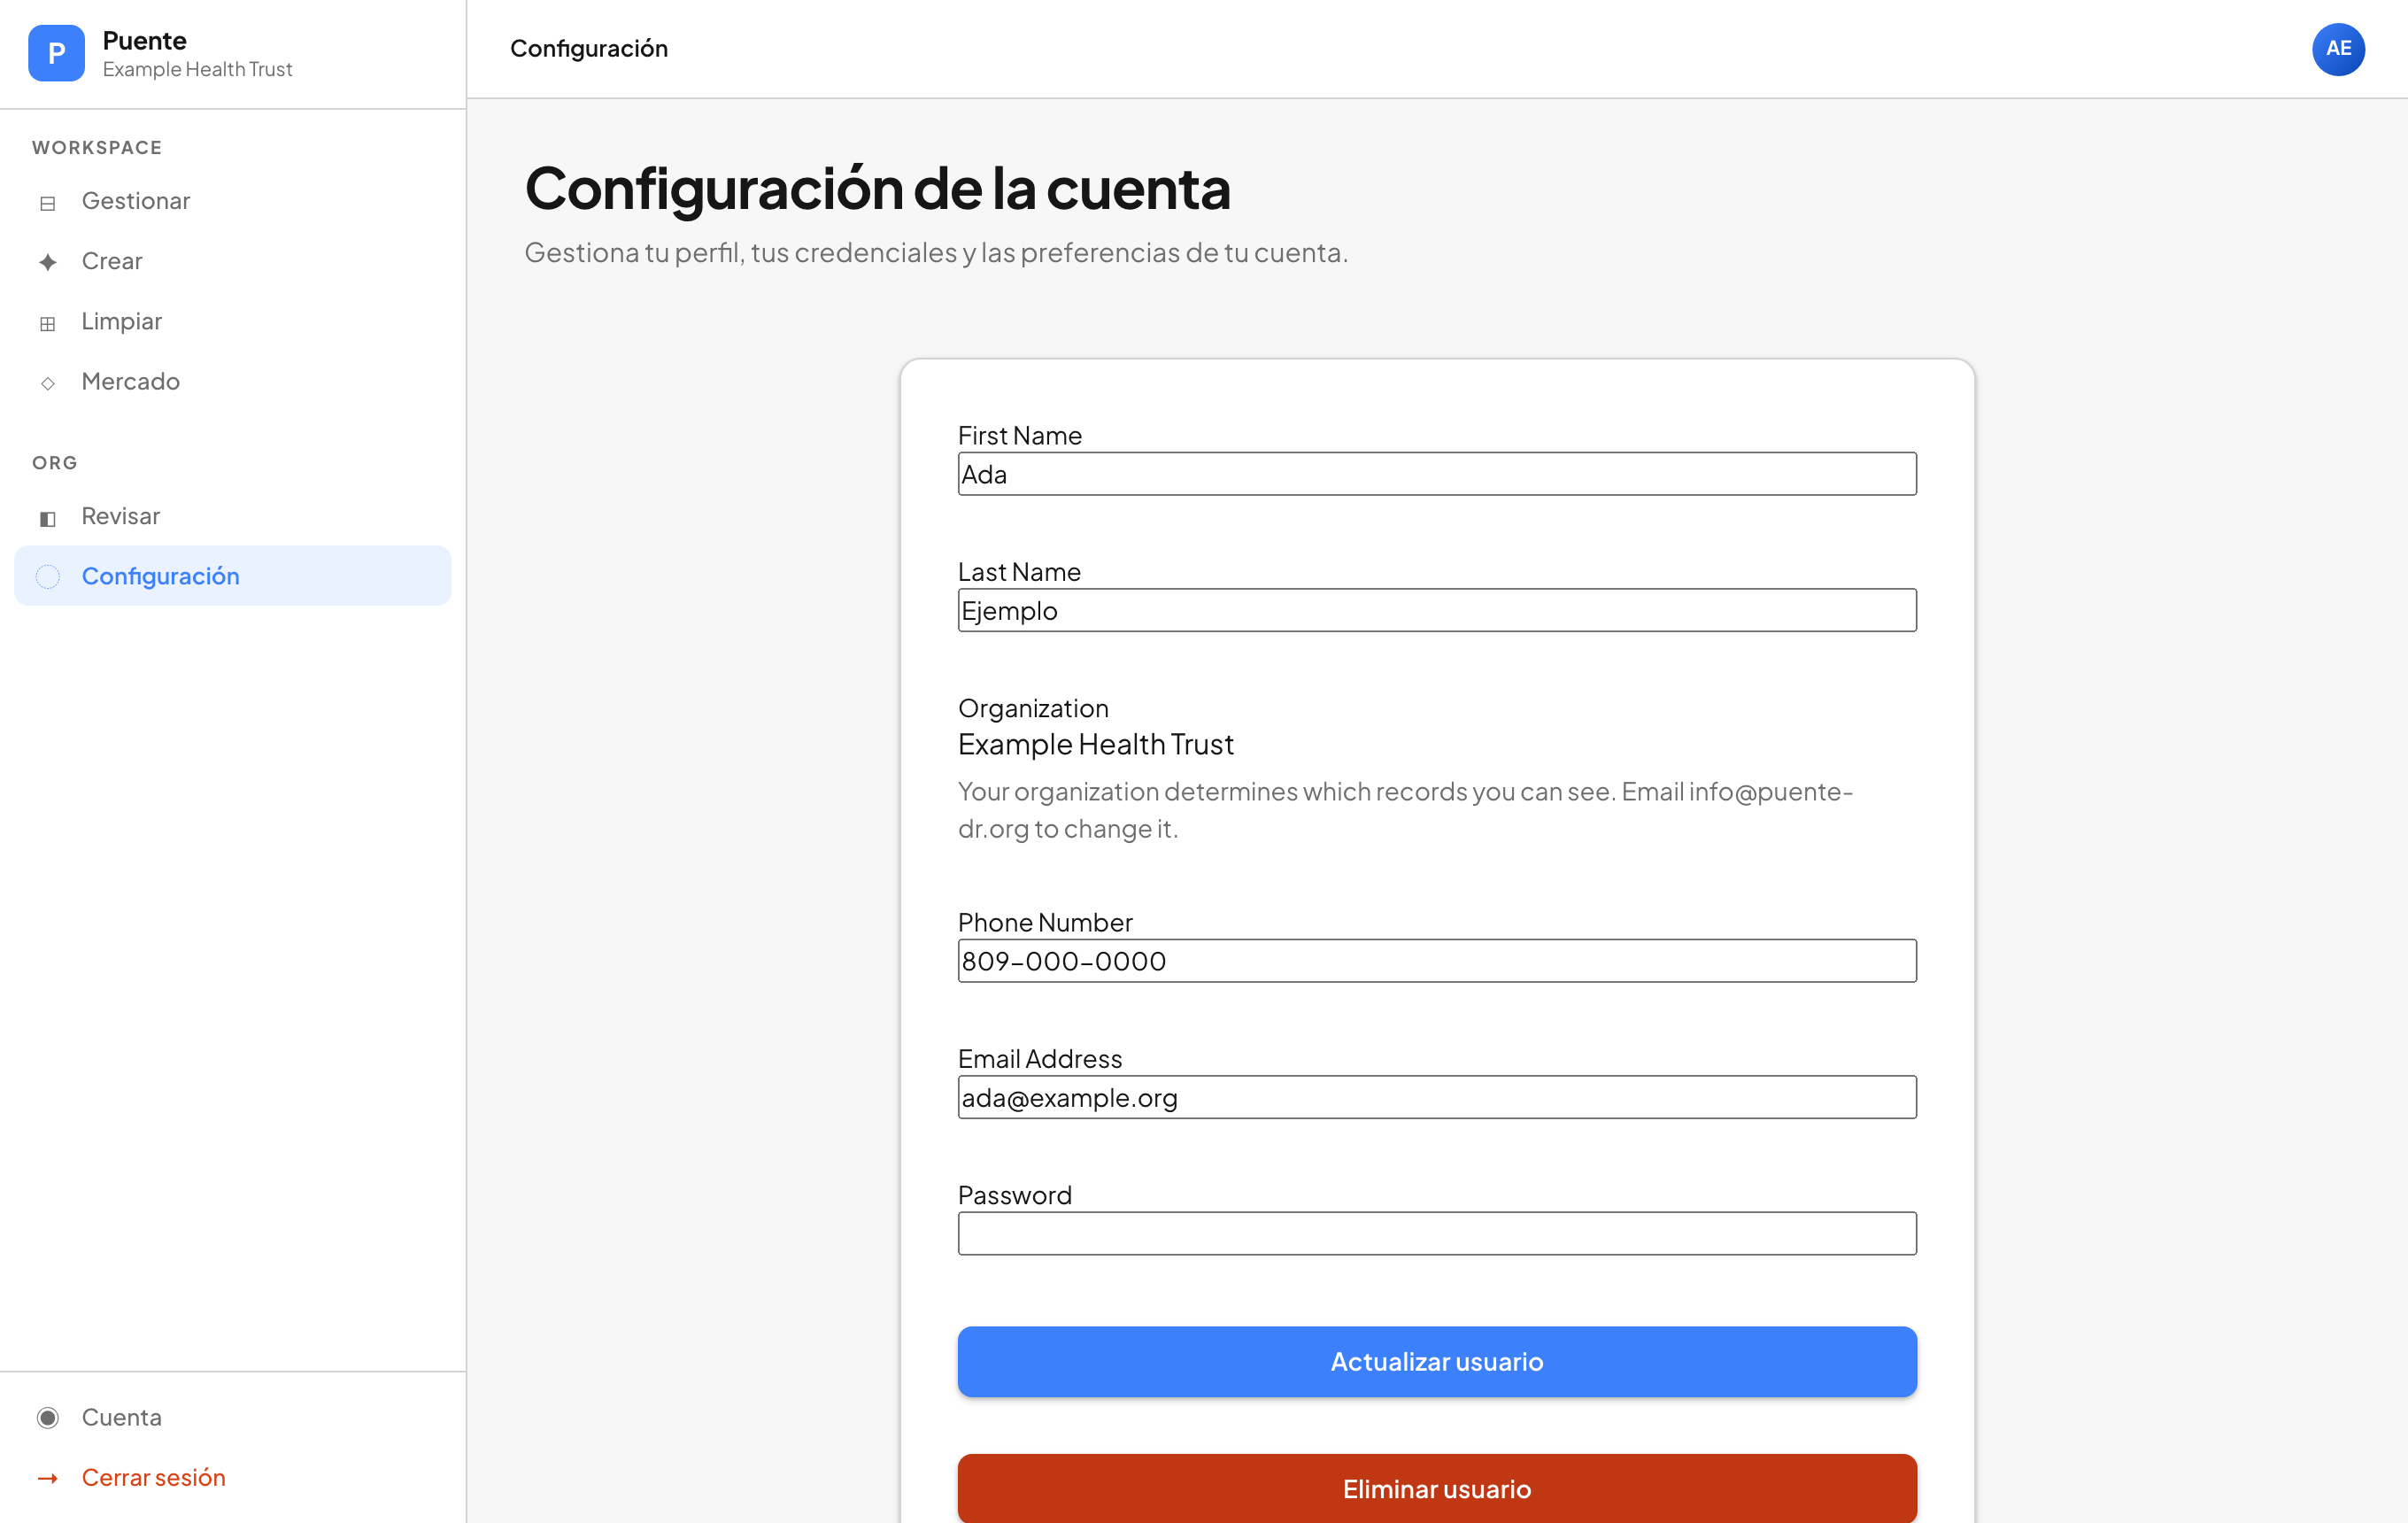 P
Puente
Example Health Trust
WORKSPACE
Gestionar
Crear
Limpiar
Mercado
ORG
Revisar
Configuración
Cuenta
Cerrar sesión
Configuración
AE
Configuración de la cuenta
Gestiona tu perfil, tus credenciales y las preferencias de tu cuenta.
First Name
Ada
Last Name
Ejemplo
Organization
Example Health Trust
Your organization determines which records you can see. Email info@puente-
dr.org to change it.
Phone Number
809-000-0000
Email Address
ada@example.org
Password
Actualizar usuario
Eliminar usuario